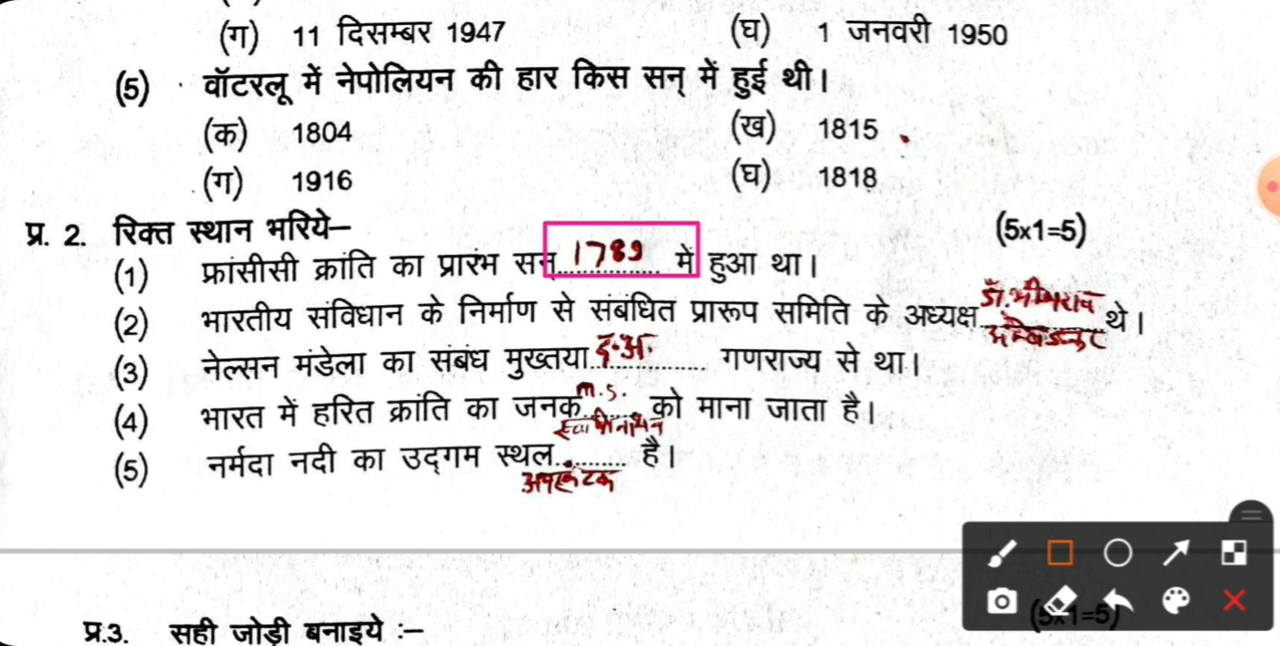 (ग) 11 दिसम्बर 1947 (घ) 1 जनवरी 1950
(5) वॉटरलू में नेपोलियन की हार किस सन् में हुई थी।
(क) 1804 (ख) 1815
(ग) 1916 (घ) 1818
प्र. 2. रिक्त स्थान भरिये– (5x1=5)
(1) फ्रांसीसी क्रांति का प्रारंभ सन् 1789 में हुआ था।
(2) भारतीय संविधान के निर्माण से संबंधित प्रारूप समिति के अध्यक्ष डॉ. भीमराव अम्बेडकर थे।
(3) नेल्सन मंडेला का संबंध मुख्तया द.अ. गणराज्य से था।
(4) भारत में हरित क्रांति का जनक m.s. स्वामीनाथन को माना जाता है।
(5) नर्मदा नदी का उद्गम स्थल अमरकंटक है।
प्र.3. सही जोड़ी बनाइये :– (5x1=5)